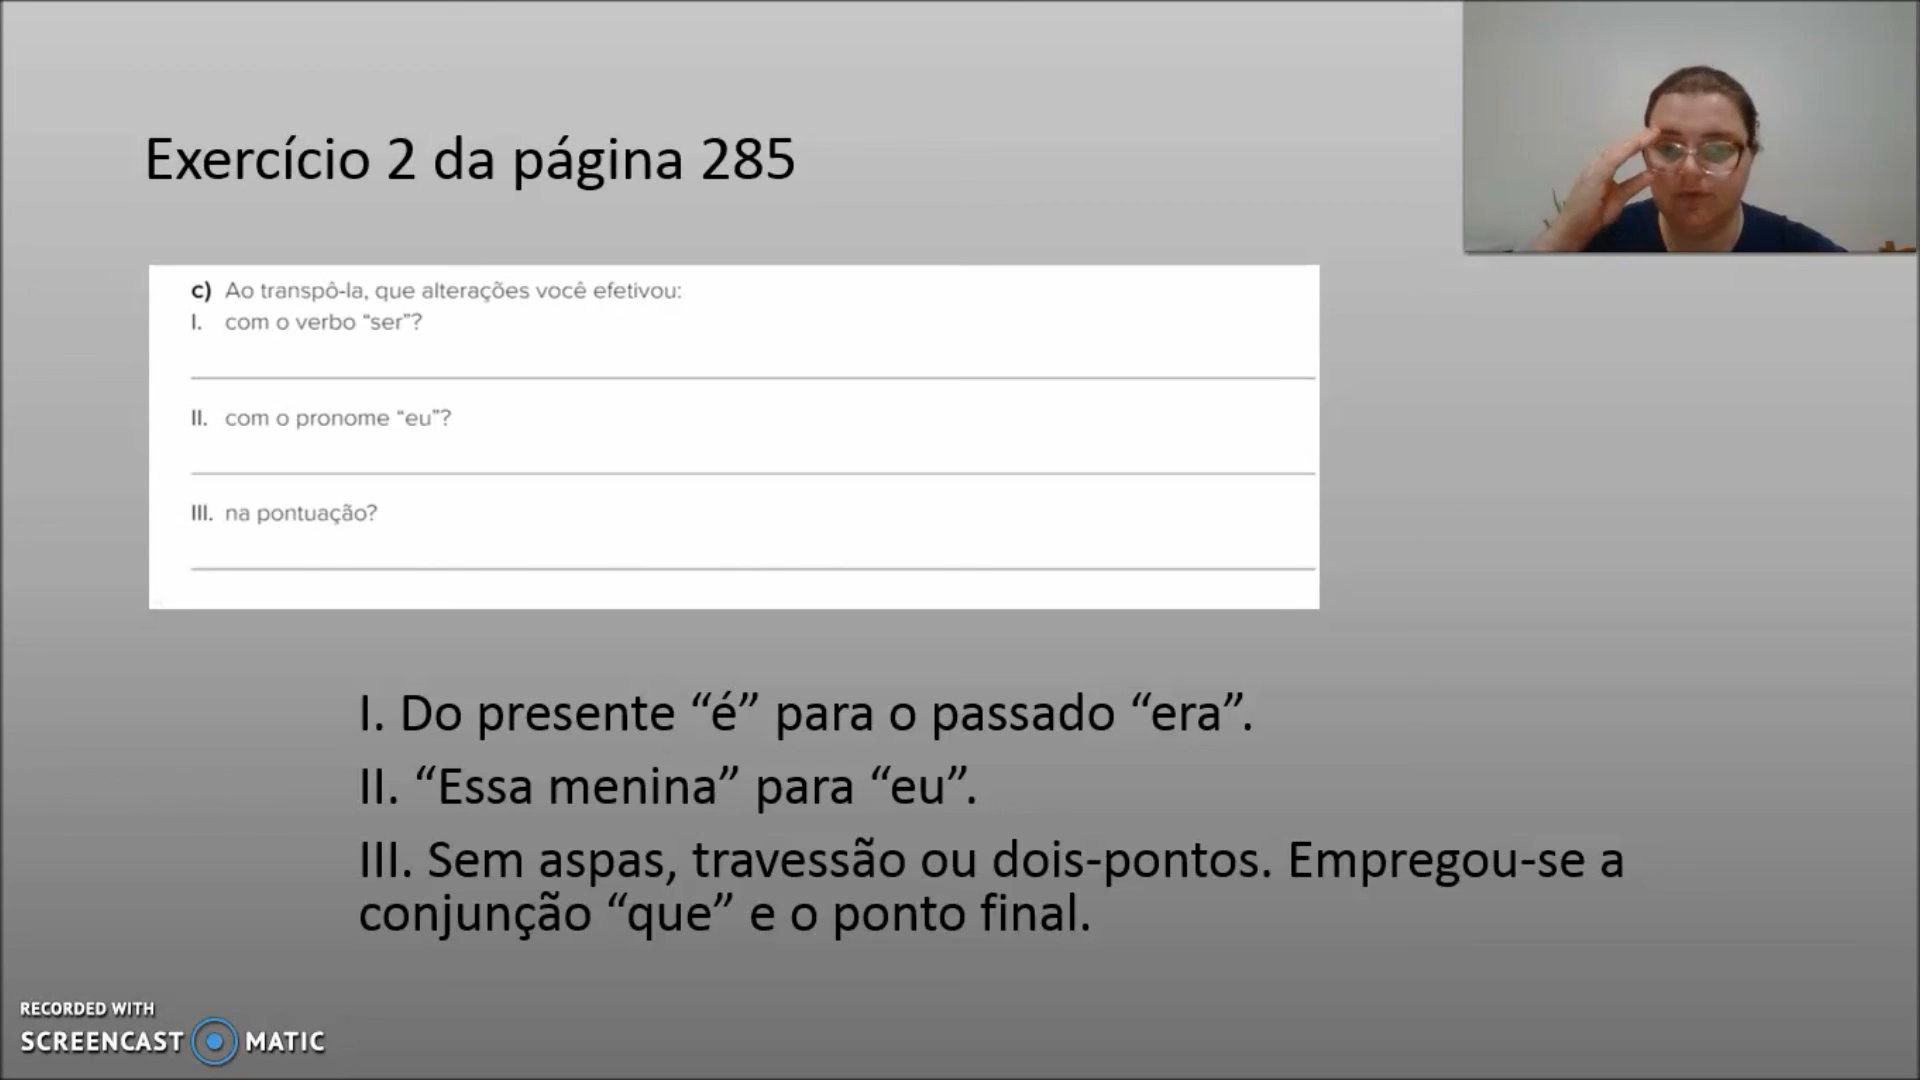 Exercício 2 da página 285
c) Ao transpô-la, que alterações você efetivou:
I. com o verbo “ser”?
II. com o pronome “eu”?
III. na pontuação?
I. Do presente “é” para o passado “era”.
II. “Essa menina” para “eu”.
III. Sem aspas, travessão ou dois-pontos. Empregou-se a
conjunção “que” e o ponto final.
RECORDED WITH
SCREENCAST MATIC